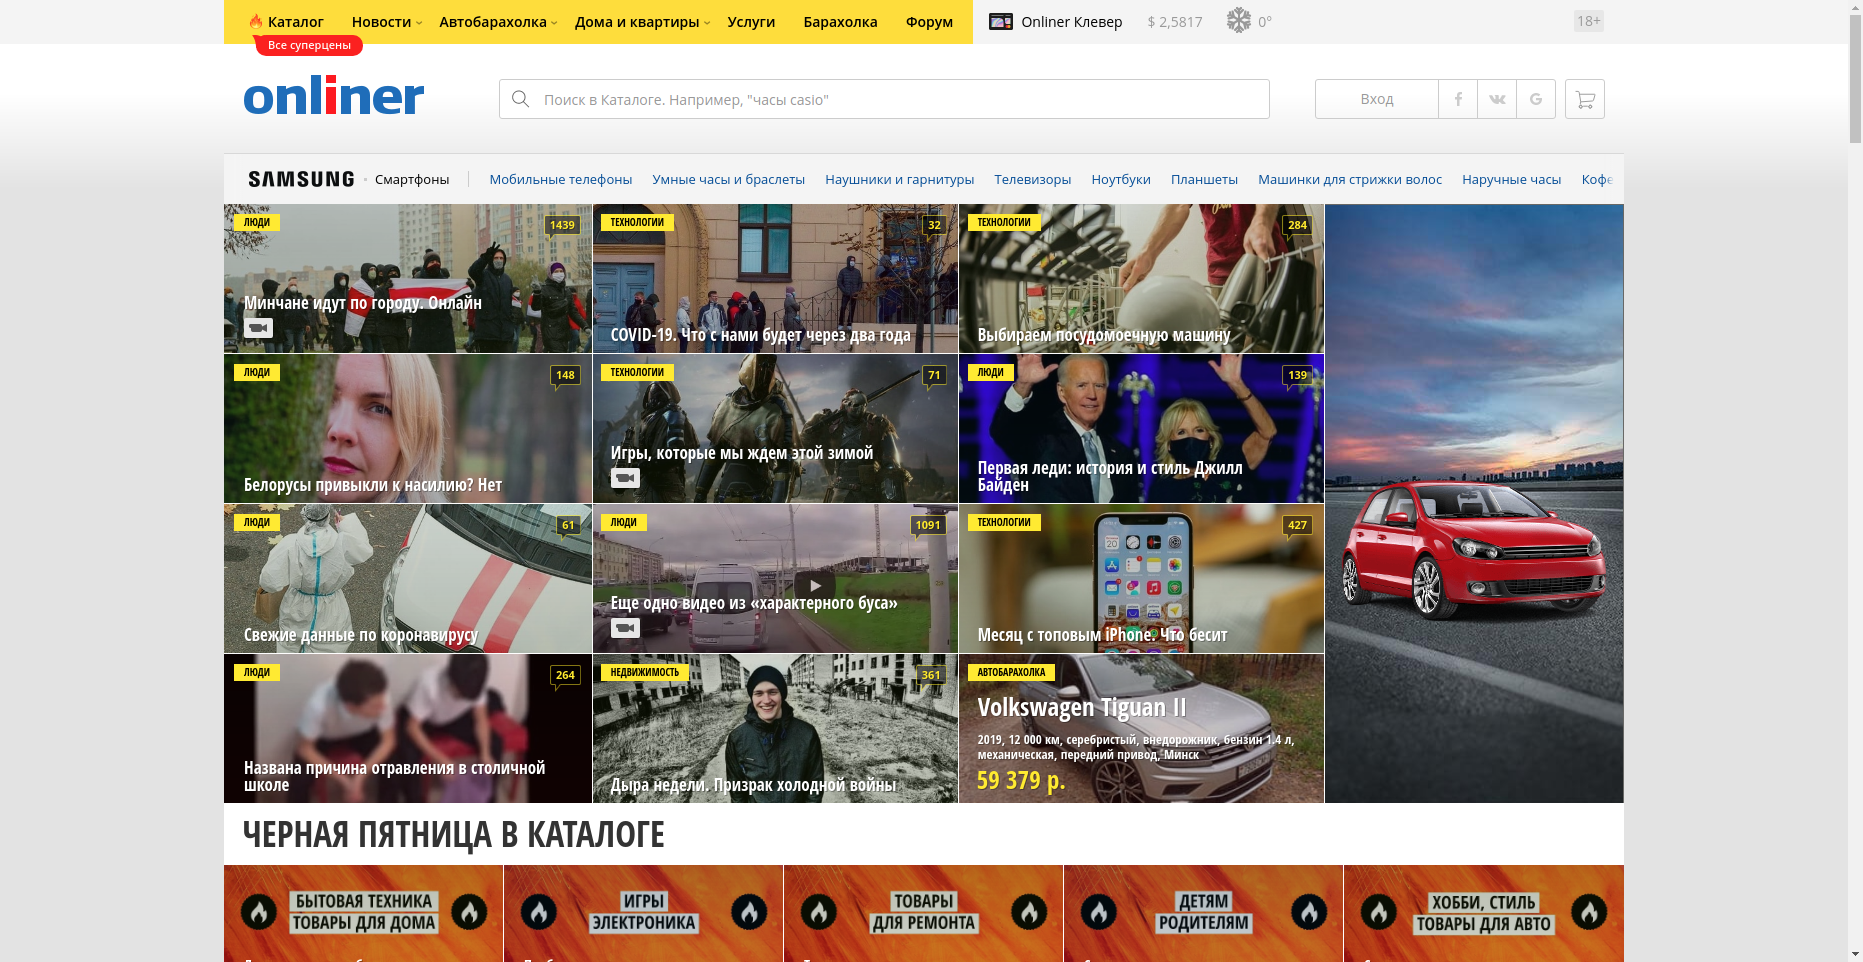 Каталог Новости Автобарахолка Дома и квартиры Услуги Барахолка Форум Onliner Клевер $ 2,5817 0° 18+
Все суперцены
onliner
Поиск в Каталоге. Например, "часы casio"
Вход
SAMSUNG Смартфоны Мобильные телефоны Умные часы и браслеты Наушники и гарнитуры Телевизоры Ноутбуки Планшеты Машинки для стрижки волос Наручные часы Кофе
ЛЮДИ
1439
Минчане идут по городу. Онлайн
ТЕХНОЛОГИИ
32
COVID-19. Что с нами будет через два года
ТЕХНОЛОГИИ
284
Выбираем посудомоечную машину
ЛЮДИ
148
Белорусы привыкли к насилию? Нет
ТЕХНОЛОГИИ
71
Игры, которые мы ждем этой зимой
ЛЮДИ
139
Первая леди: история и стиль Джилл
Байден
ЛЮДИ
61
Свежие данные по коронавирусу
ЛЮДИ
1091
Еще одно видео из «характерного буса»
ТЕХНОЛОГИИ
427
Месяц с топовым iPhone. Что бесит
ЛЮДИ
264
Названа причина отравления в столичной
школе
НЕДВИЖИМОСТЬ
361
Дыра недели. Призрак холодной войны
АВТОБАРАХОЛКА
Volkswagen Tiguan II
2019, 12 000 км, серебристый, внедорожник, бензин 1.4 л,
механическая, передний привод, Минск
59 379 р.
ЧЕРНАЯ ПЯТНИЦА В КАТАЛОГЕ
БЫТОВАЯ ТЕХНИКА
ТОВАРЫ ДЛЯ ДОМА
ИГРЫ
ЭЛЕКТРОНИКА
ТОВАРЫ
ДЛЯ РЕМОНТА
ДЕТЯМ
РОДИТЕЛЯМ
ХОББИ, СТИЛЬ
ТОВАРЫ ДЛЯ АВТО